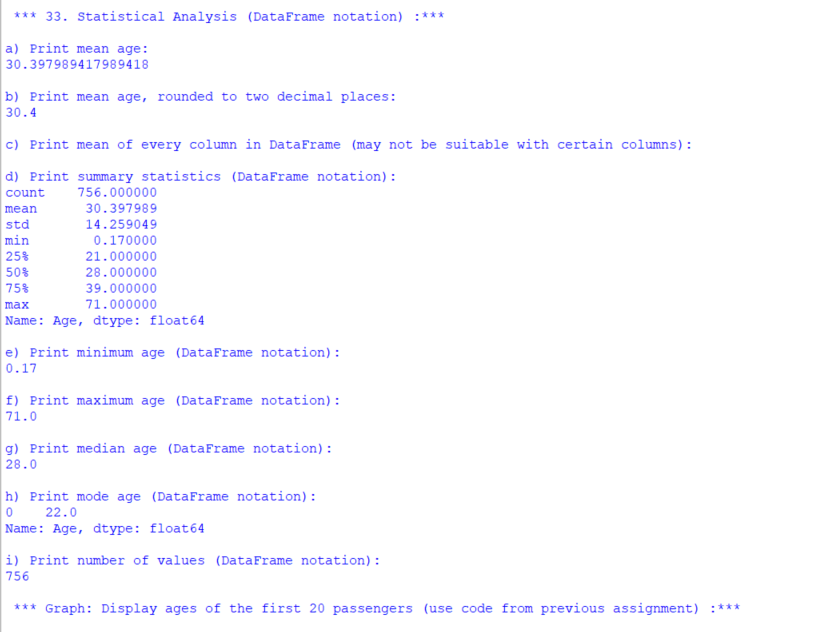 *** 33. Statistical Analysis (DataFrame notation) :***
a) Print mean age:
30.397989417989418
b) Print mean age, rounded to two decimal places:
30.4
c) Print mean of every column in DataFrame (may not be suitable with certain columns):
d) Print summary statistics (DataFrame notation):
count    756.000000
mean      30.397989
std       14.259049
min        0.170000
25%       21.000000
50%       28.000000
75%       39.000000
max       71.000000
Name: Age, dtype: float64
e) Print minimum age (DataFrame notation):
0.17
f) Print maximum age (DataFrame notation):
71.0
g) Print median age (DataFrame notation):
28.0
h) Print mode age (DataFrame notation):
0    22.0
Name: Age, dtype: float64
i) Print number of values (DataFrame notation):
756
*** Graph: Display ages of the first 20 passengers (use code from previous assignment) :***